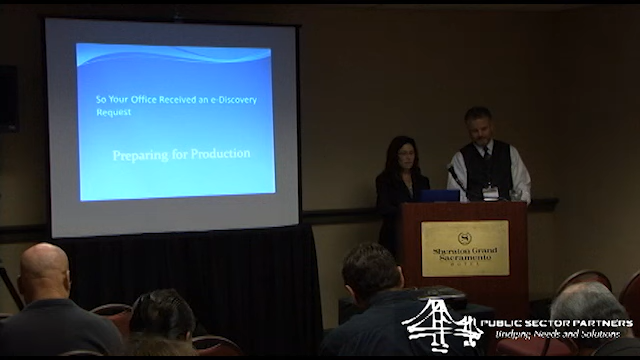 So Your Office Received an e-Discovery
Request
Preparing for Production
S
Sheraton Grand
Sacramento
HOTEL
PUBLIC SECTOR PARTNERS
Bridging Needs and Solutions